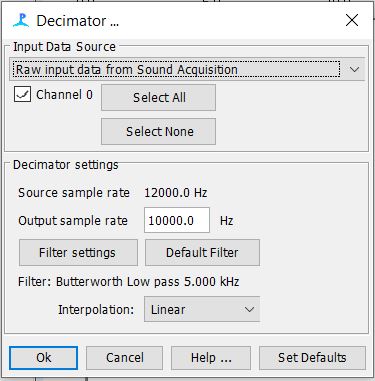 Decimator ...
Input Data Source
Raw input data from Sound Acquisition
Channel 0
Select All
Select None
Decimator settings
Source sample rate 12000.0 Hz
Output sample rate 10000.0 Hz
Filter settings Default Filter
Filter: Butterworth Low pass 5.000 kHz
Interpolation: Linear
Ok Cancel Help ... Set Defaults